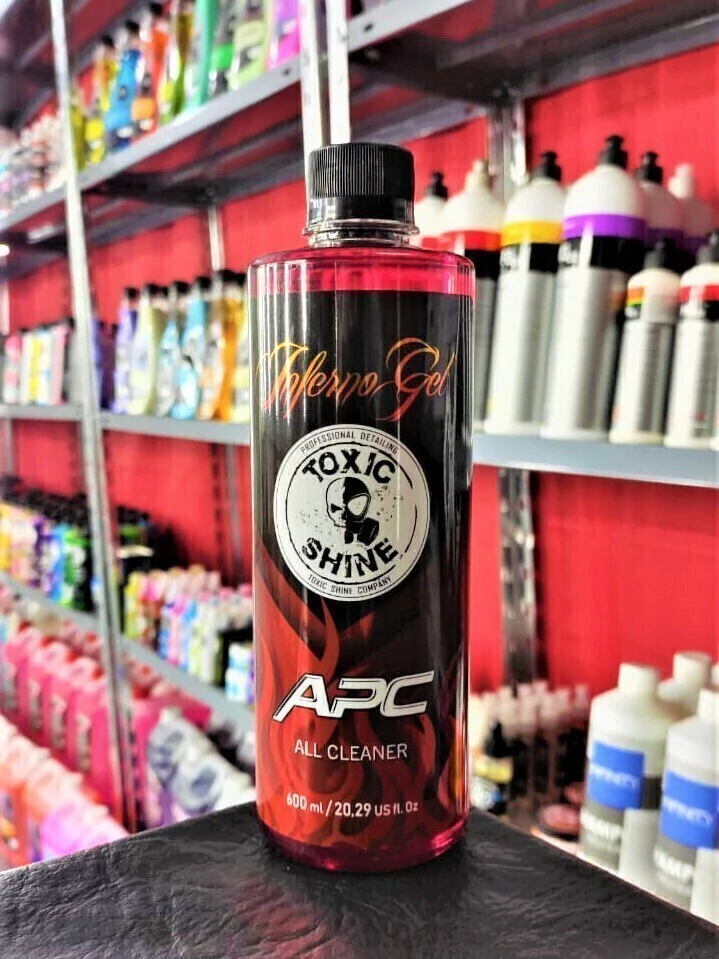 Inferno Gel
PROFESSIONAL DETAILING
TOXIC
SHINE
TOXIC SHINE COMPANY
APC
ALL CLEANER
600 ml / 20,29 US fl. Oz